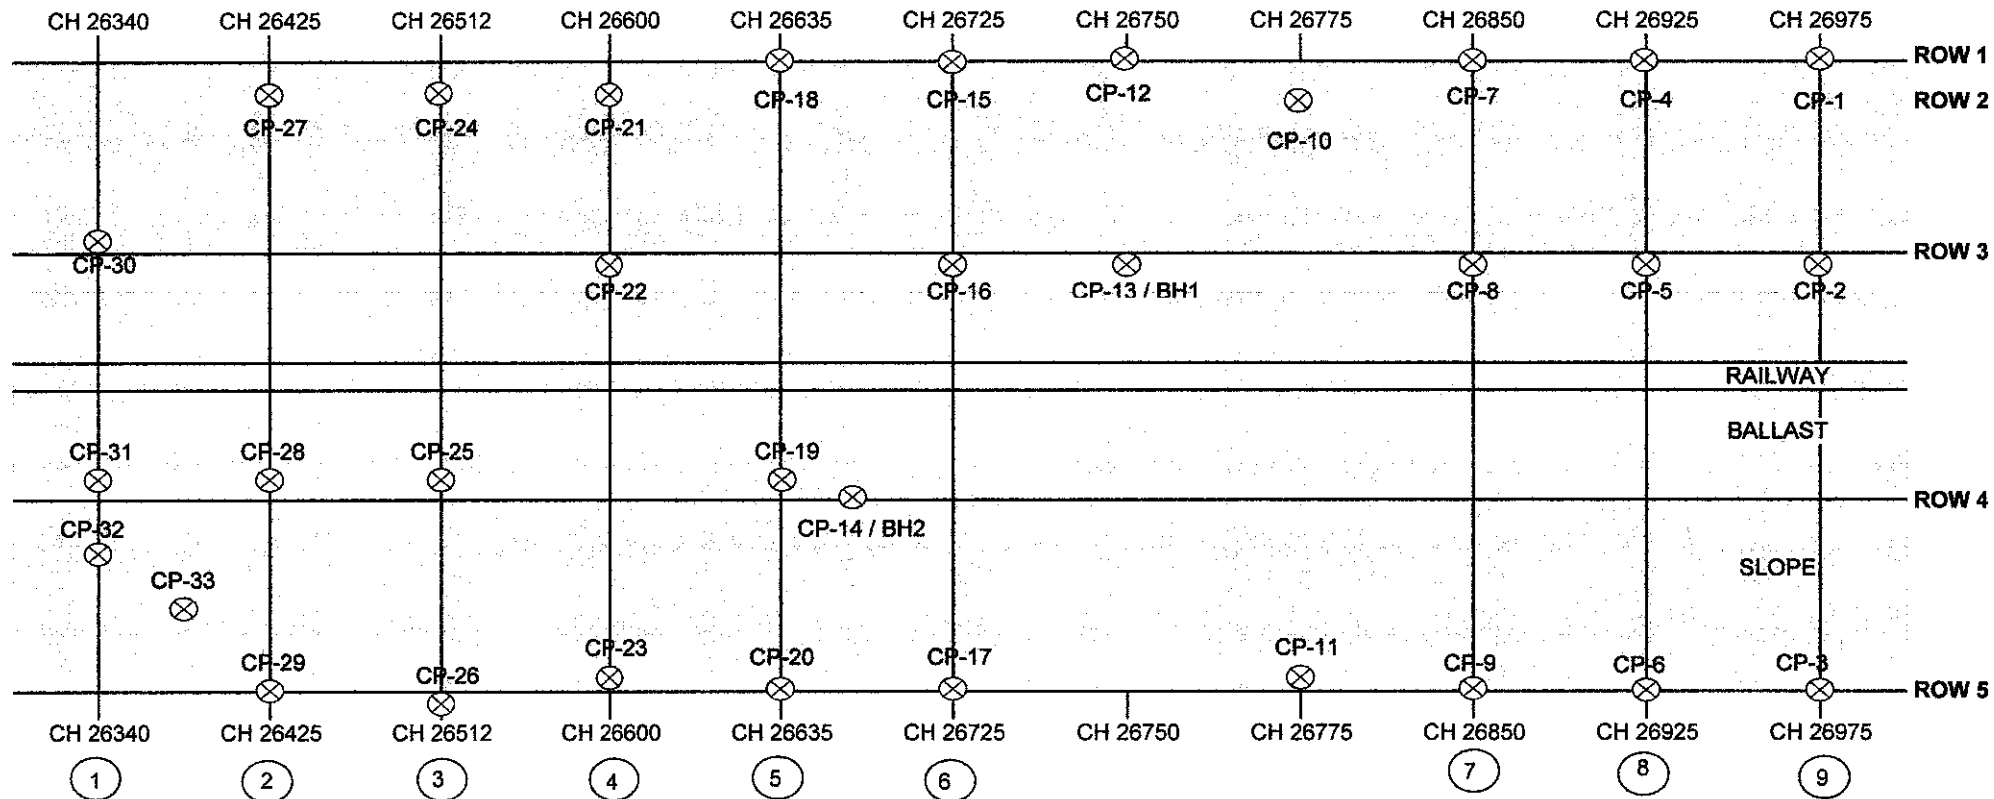 CH 26340 CH 26425 CH 26512 CH 26600 CH 26635 CH 26725 CH 26750 CH 26775 CH 26850 CH 26925 CH 26975
ROW 1
CP-18 CP-15 CP-12 CP-7 CP-4 CP-1 ROW 2
CP-27 CP-24 CP-21 CP-10
ROW 3
CP-30
CP-22 CP-16 CP-13 / BH1 CP-8 CP-5 CP-2
RAILWAY
BALLAST
CP-31 CP-28 CP-25 CP-19
ROW 4
CP-32 CP-14 / BH2
SLOPE
CP-33
CP-29 CP-26 CP-23 CP-20 CP-17 CP-11 CP-9 CP-6 CP-3
ROW 5
CH 26340 CH 26425 CH 26512 CH 26600 CH 26635 CH 26725 CH 26750 CH 26775 CH 26850 CH 26925 CH 26975
1 2 3 4 5 6 7 8 9